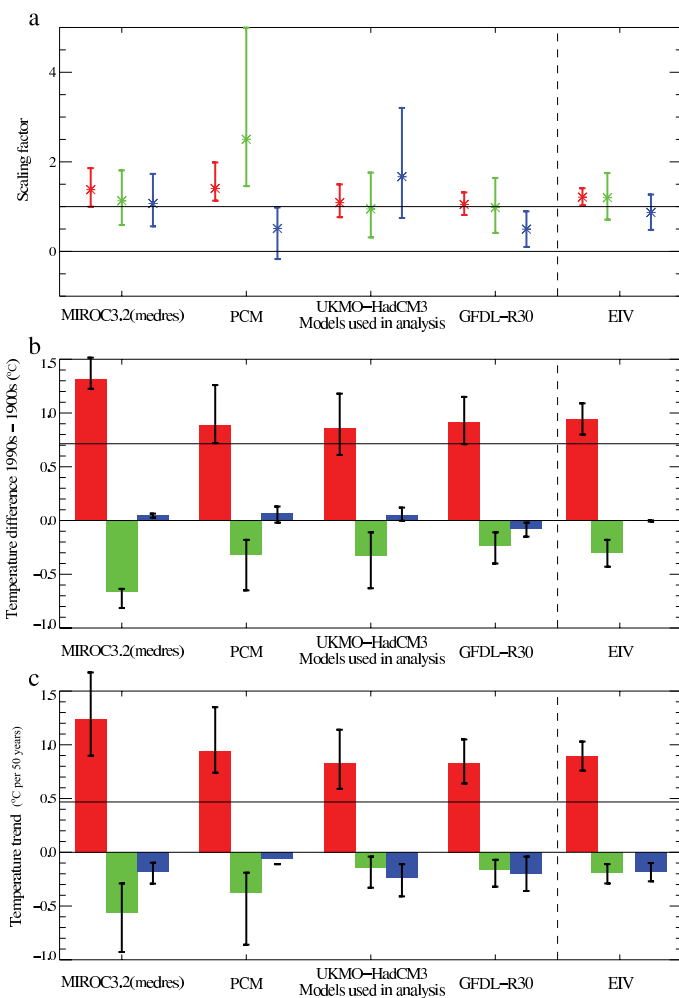 a
Scaling factor
4
2
0
MIROC3.2(medres)
PCM
UKMO−HadCM3
Models used in analysis
GFDL−R30
EIV
b
Temperature difference 1990s − 1900s (°C)
1.5
1.0
0.5
0.0
−0.5
−1.0
MIROC3.2(medres)
PCM
UKMO−HadCM3
Models used in analysis
GFDL−R30
EIV
c
Temperature trend (°C per 50 years)
1.5
1.0
0.5
0.0
−0.5
−1.0
MIROC3.2(medres)
PCM
UKMO−HadCM3
Models used in analysis
GFDL−R30
EIV